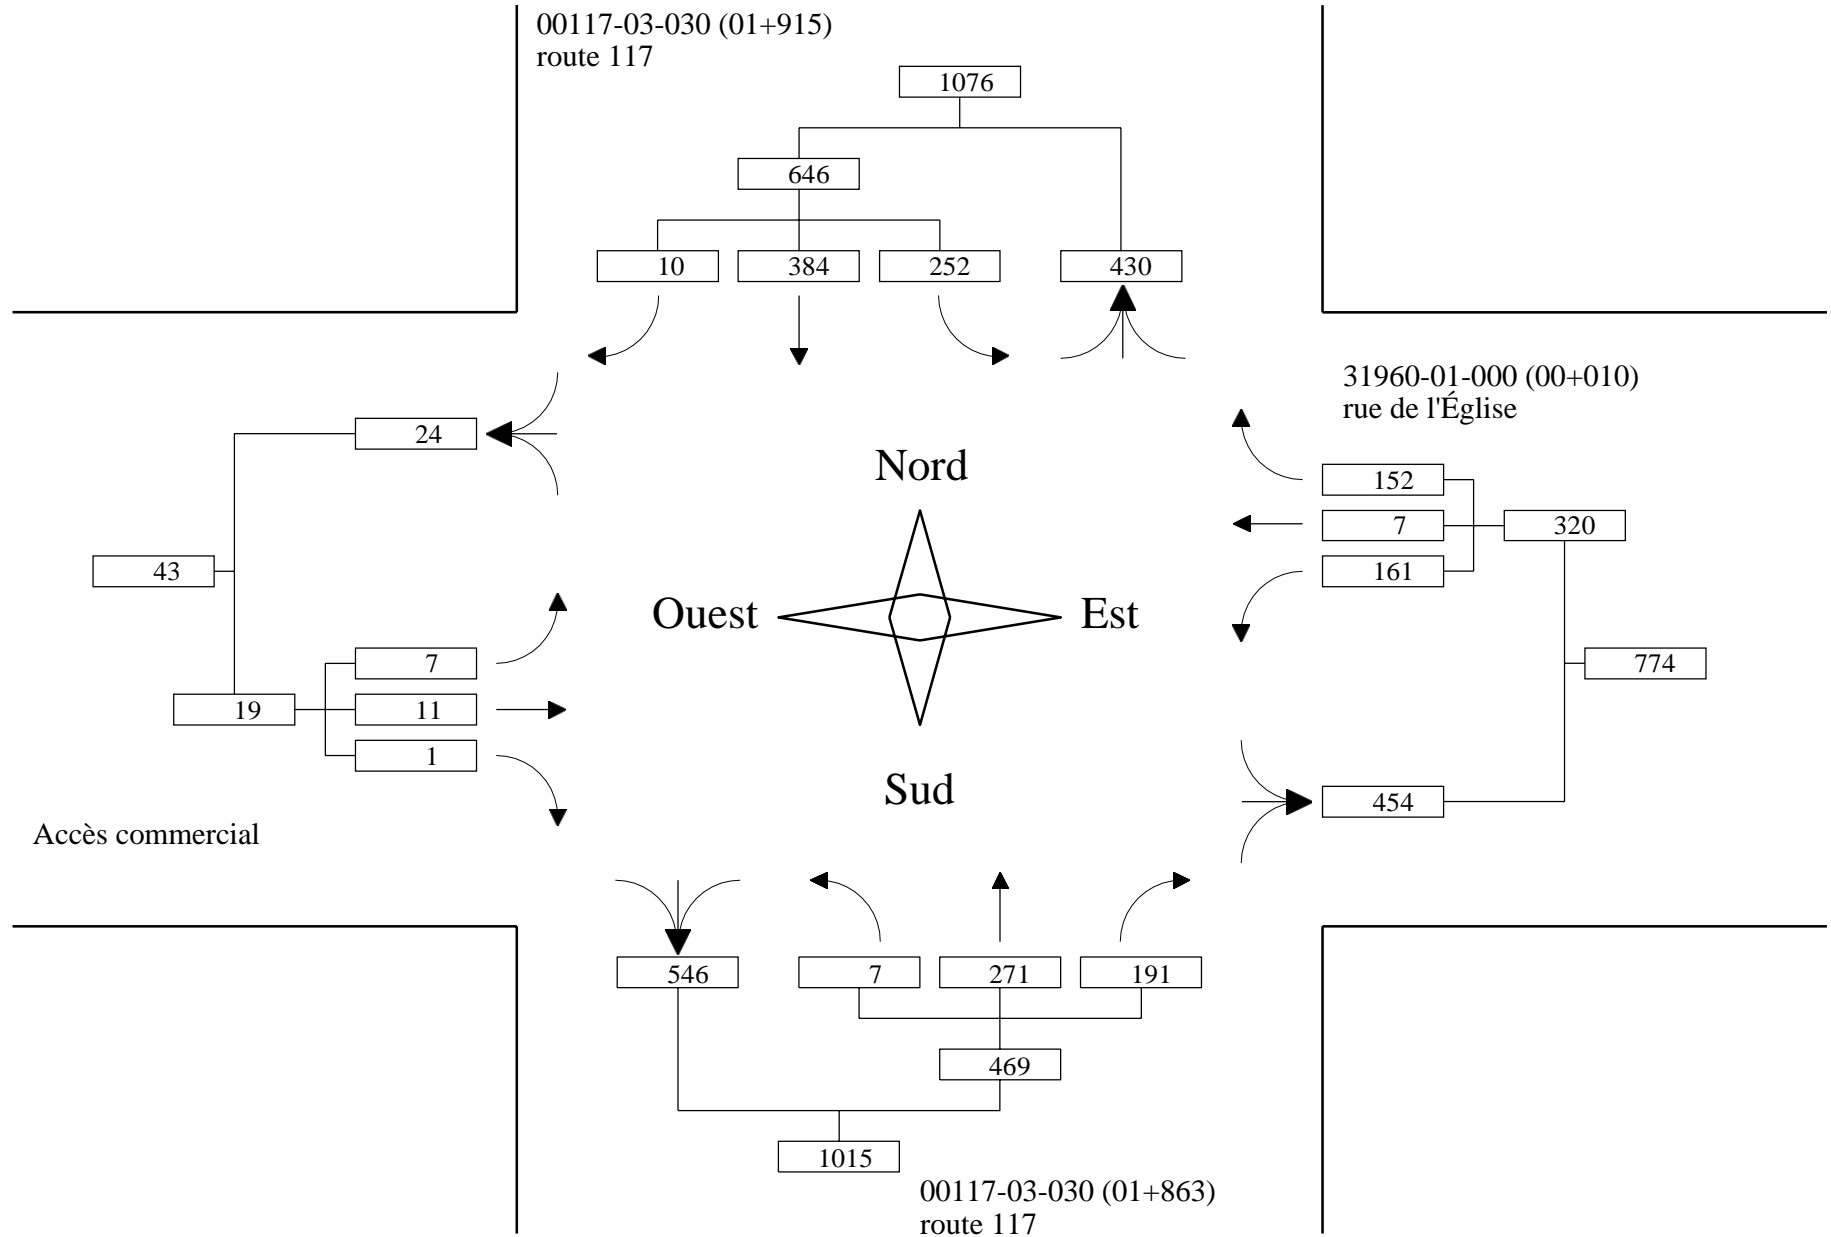 00117-03-030 (01+915)
route 117
1076
646
10 384 252 430
31960-01-000 (00+010)
rue de l'Église
24
Nord
152
7 320
43
161
Ouest Est
7 774
19 11
1
Sud
454
Accès commercial
546 7 271 191
469
1015
00117-03-030 (01+863)
route 117